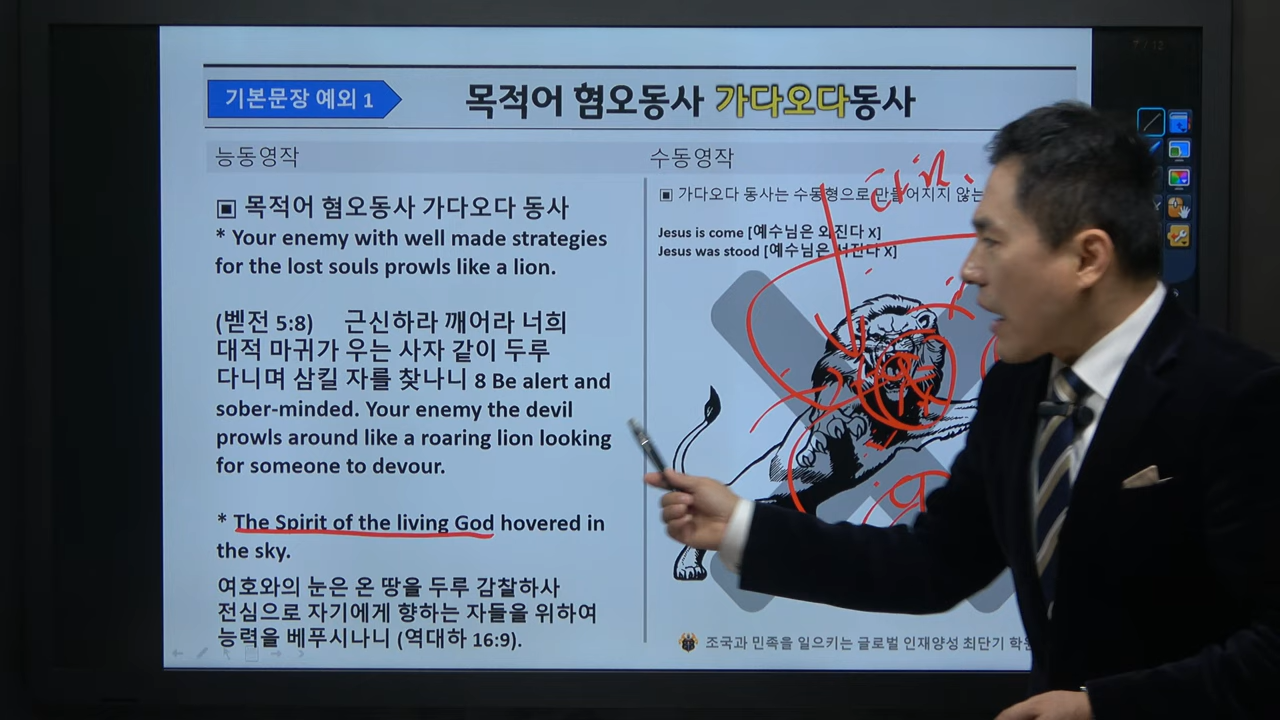 7 / 12
기본문장 예외 1
목적어 혐오동사 가다오다동사
능동영작
수동영작
▣ 목적어 혐오동사 가다오다 동사
* Your enemy with well made strategies
for the lost souls prowls like a lion.
(벧전 5:8) 근신하라 깨어라 너희
대적 마귀가 우는 사자 같이 두루
다니며 삼킬 자를 찾나니 8 Be alert and
sober-minded. Your enemy the devil
prowls around like a roaring lion looking
for someone to devour.
* The Spirit of the living God hovered in
the sky.
여호와의 눈은 온 땅을 두루 감찰하사
전심으로 자기에게 향하는 자들을 위하여
능력을 베푸시나니 (역대하 16:9).
▣ 가다오다 동사는 수동형으로 만들어지지 않는
Jesus is come [예수님은 와진다 X]
Jesus was stood [예수님은 서진다 X]
조국과 민족을 일으키는 글로벌 인재양성 최단기 학원